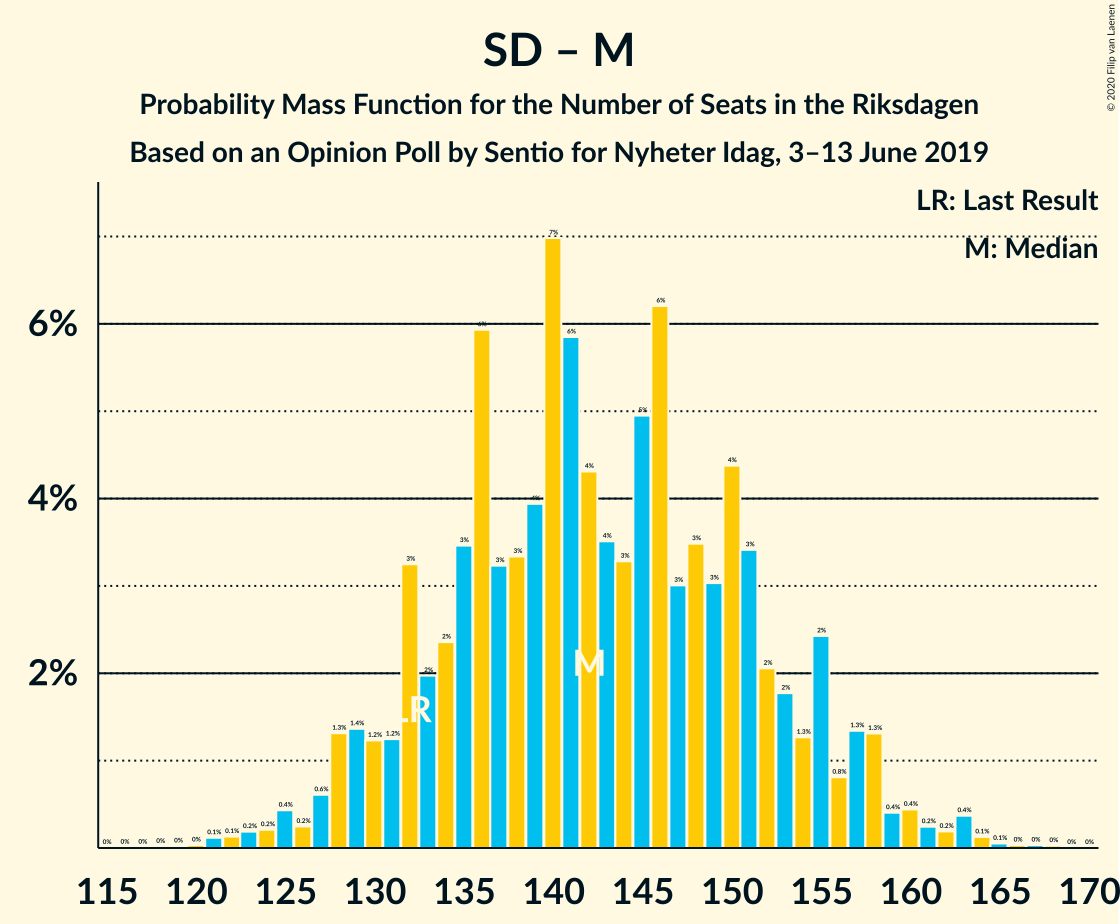 SD – M
Probability Mass Function for the Number of Seats in the Riksdagen
Based on an Opinion Poll by Sentio for Nyheter Idag, 3–13 June 2019
© 2020 Filip van Laenen
LR: Last Result
M: Median
6%
4%
2%
0% 0% 0% 0% 0% 0% 0.1% 0.1% 0.2% 0.2% 0.4% 0.2% 0.6% 1.3% 1.4% 1.2% 1.2% 3% 2% 2% 3% 6% 3% 3% 4% 7% 6% 4% 4% 3% 5% 6% 3% 3% 3% 4% 3% 2% 2% 1.3% 2% 0.8% 1.3% 1.3% 0.4% 0.4% 0.2% 0.2% 0.4% 0.1% 0.1% 0% 0% 0% 0% 0%
LR
M
115 120 125 130 135 140 145 150 155 160 165 170